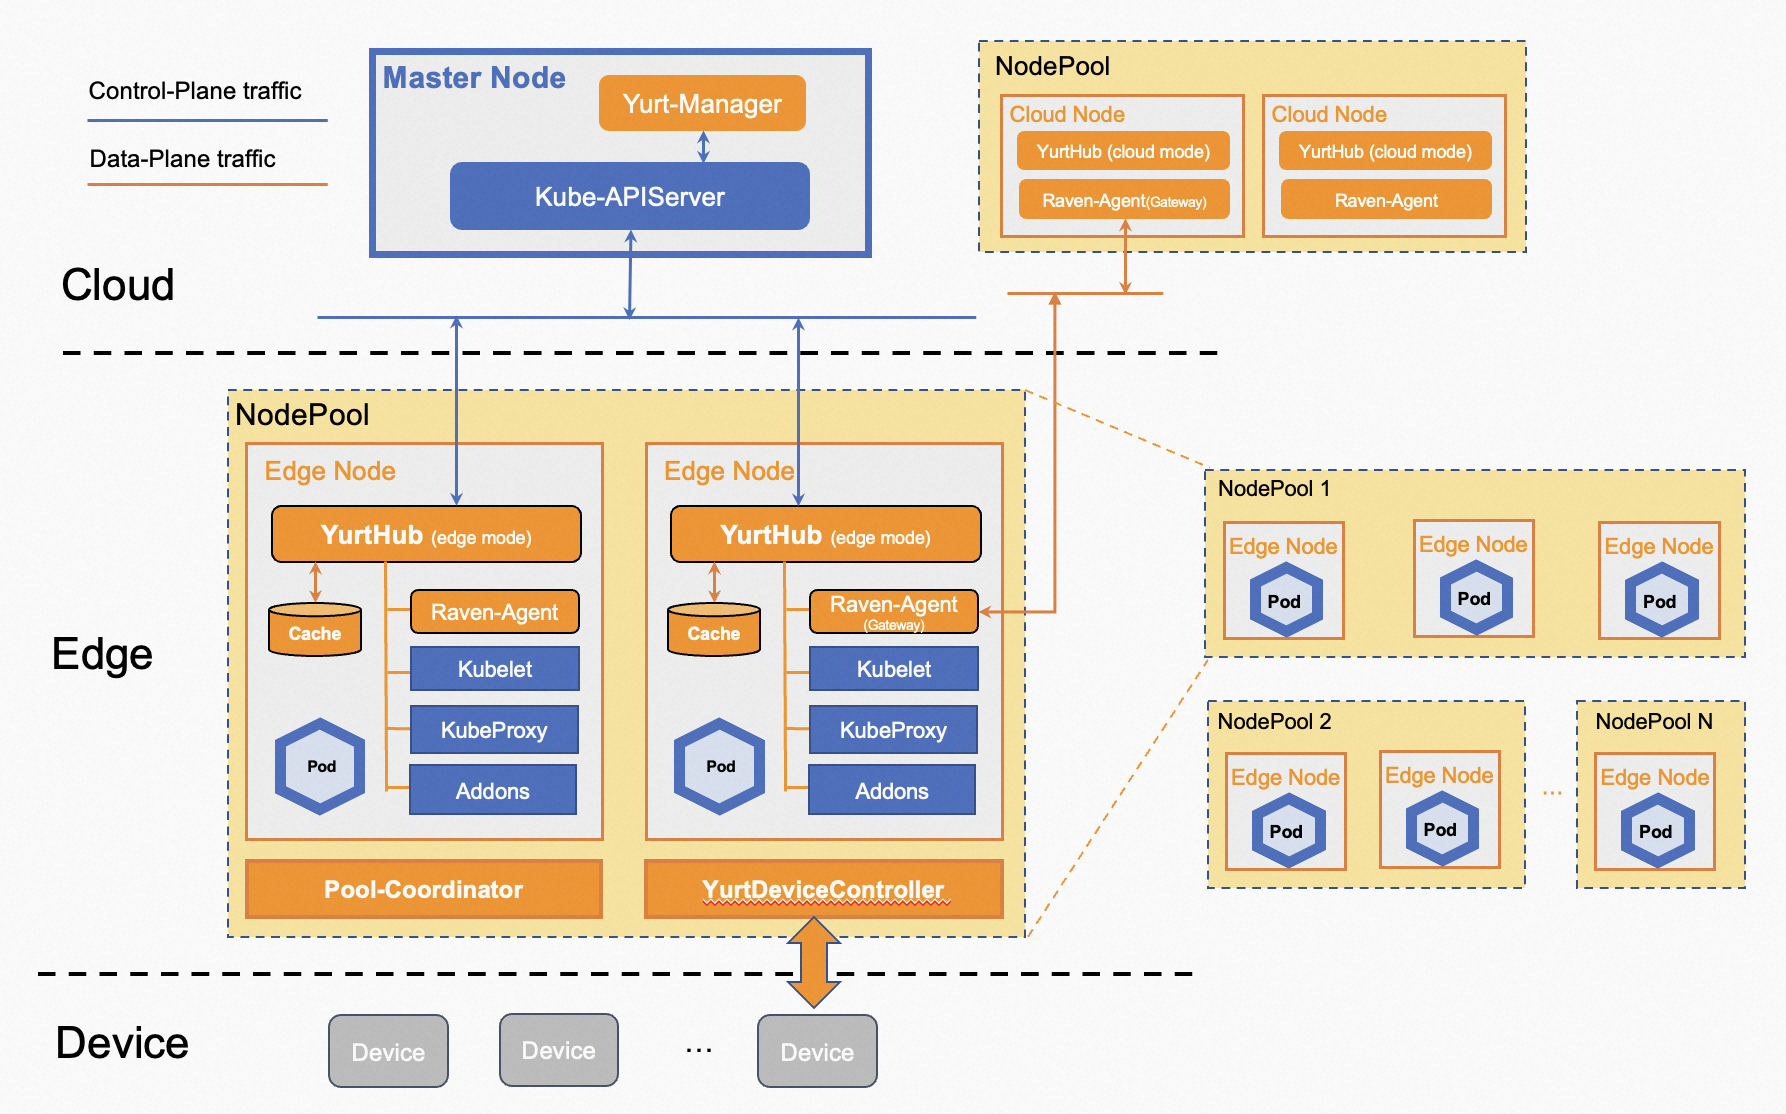 Control-Plane traffic
Data-Plane traffic
Master Node
Yurt-Manager
Kube-APIServer
NodePool
Cloud Node
YurtHub (cloud mode)
Raven-Agent(Gateway)
Cloud Node
YurtHub (cloud mode)
Raven-Agent
Cloud
NodePool
Edge Node
YurtHub (edge mode)
Cache
Raven-Agent
Kubelet
KubeProxy
Addons
Pod
Edge Node
YurtHub (edge mode)
Cache
Raven-Agent
(Gateway)
Kubelet
KubeProxy
Addons
Pod
Pool-Coordinator
YurtDeviceController
Edge
NodePool 1
Edge Node
Pod
Edge Node
Pod
Edge Node
Pod
NodePool 2
Edge Node
Pod
Edge Node
Pod
...
NodePool N
Edge Node
Pod
Device
Device
Device
...
Device